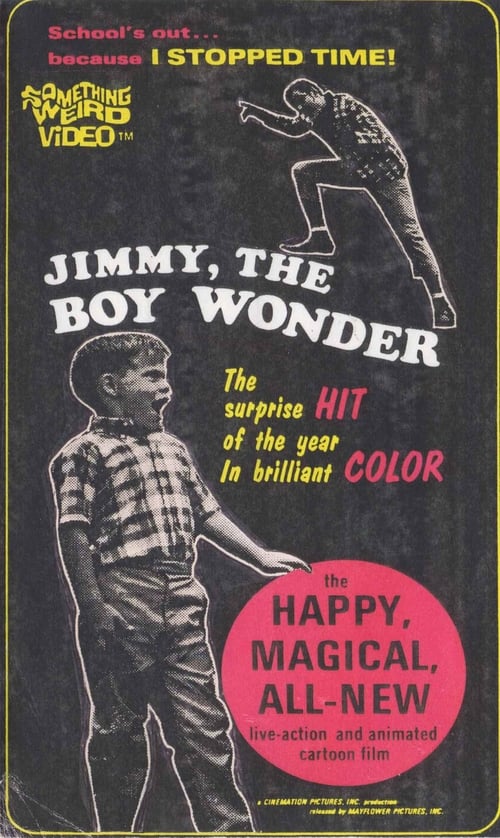 School's out...
because I STOPPED TIME!
SOMETHING
WEIRD
VIDEO TM
JIMMY, THE
BOY WONDER
The
surprise HIT
of the year
In brilliant COLOR
the
HAPPY,
MAGICAL,
ALL-NEW
live-action and animated
cartoon film
a CINEMATION PICTURES, INC. production
released by MAYFLOWER PICTURES, INC.